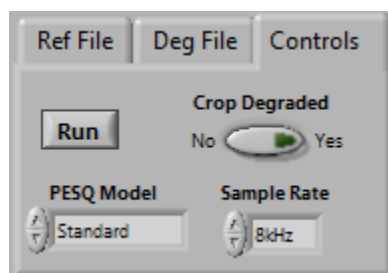 Ref File Deg File Controls
Crop Degraded
Run
No Yes
PESQ Model Sample Rate
Standard 8kHz